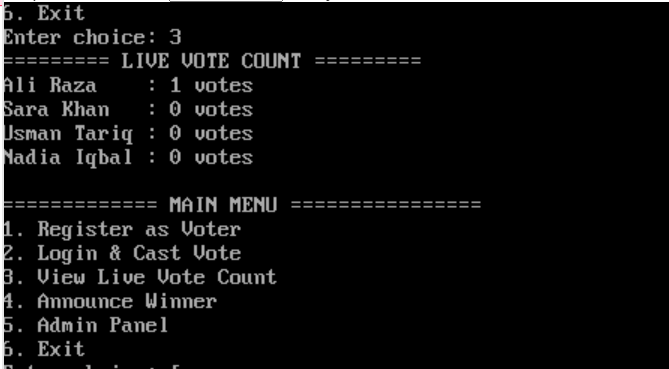 6. Exit
Enter choice: 3
========= LIVE VOTE COUNT =========
Ali Raza    : 1 votes
Sara Khan   : 0 votes
Usman Tariq : 0 votes
Nadia Iqbal : 0 votes
============= MAIN MENU ================
1. Register as Voter
2. Login & Cast Vote
3. View Live Vote Count
4. Announce Winner
5. Admin Panel
6. Exit